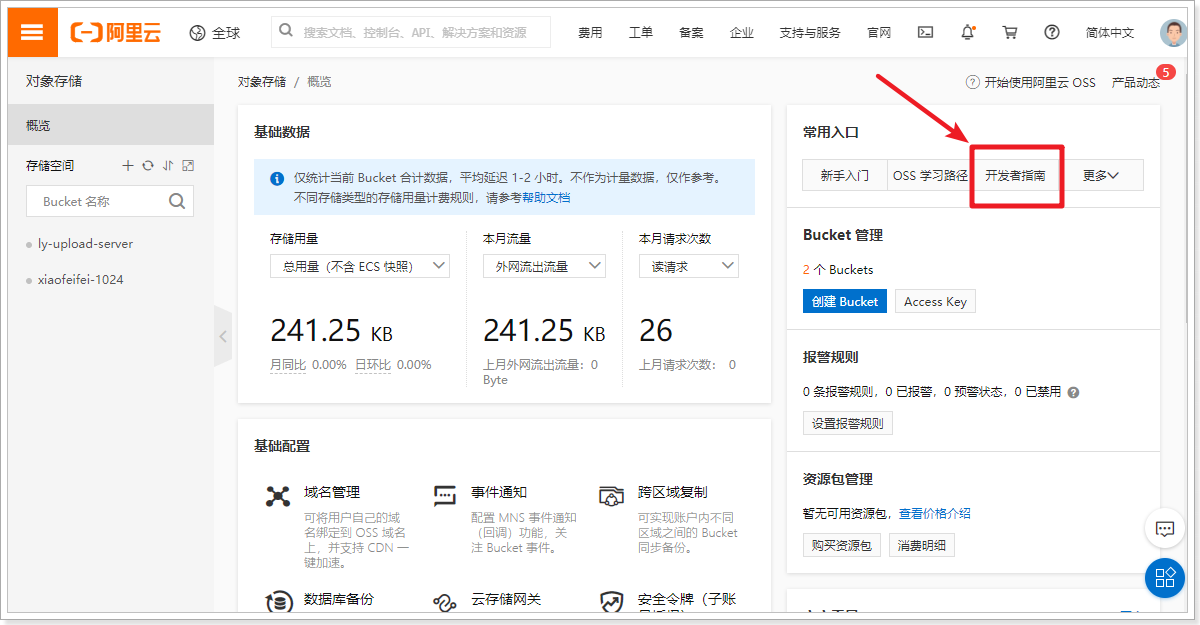 阿里云
全球
搜索文档、控制台、API、解决方案和资源
费用
工单
备案
企业
支持与服务
官网
简体中文
对象存储
概览
存储空间
Bucket 名称
ly-upload-server
xiaofeifei-1024
对象存储 / 概览
开始使用阿里云 OSS
产品动态
5
基础数据
仅统计当前 Bucket 合计数据，平均延迟 1-2 小时。不作为计量数据，仅作参考。
不同存储类型的存储用量计费规则，请参考帮助文档
存储用量
总用量（不含 ECS 快照）
241.25 KB
月同比 0.00% 日环比 0.00%
本月流量
外网流出流量
241.25 KB
上月外网流出流量：0
Byte
本月请求次数
读请求
26
上月请求次数： 0
基础配置
域名管理
可将用户自己的域
名绑定到 OSS 域名
上，并支持 CDN 一
键加速。
事件通知
配置 MNS 事件通知
（回调）功能，关
注 Bucket 事件。
跨区域复制
可实现账户内不同
区域之间的 Bucket
同步备份。
数据库备份
云存储网关
安全令牌（子账
常用入口
新手入门
OSS 学习路径
开发者指南
更多
Bucket 管理
2 个 Buckets
创建 Bucket
Access Key
报警规则
0 条报警规则，0 已报警，0 预警状态，0 已禁用
设置报警规则
资源包管理
暂无可用资源包，查看价格介绍
购买资源包
消费明细